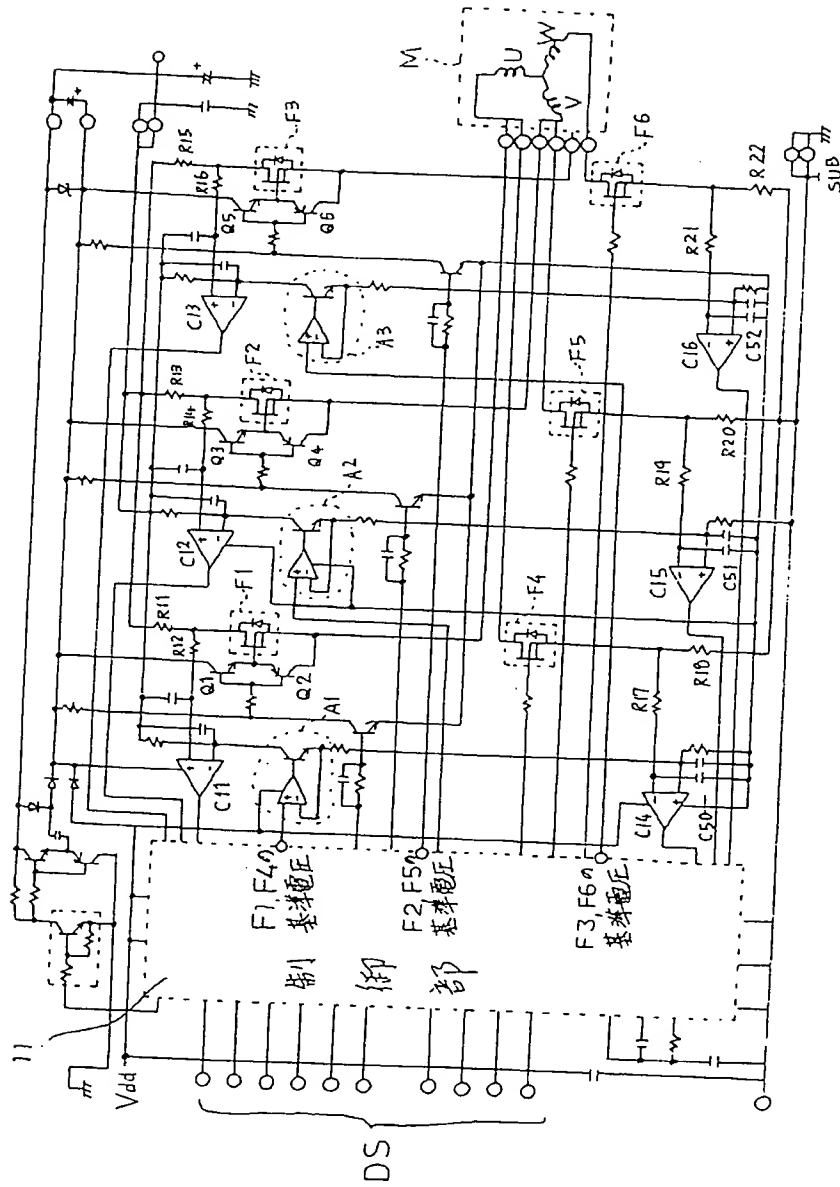 11
Vdd
DS
制御部
F1, F4の
基準電圧
F2, F5の
基準電圧
F3, F6の
基準電圧
C11
R12
R11
Q1
F1
Q2
A1
C12
R14
R13
Q3
F2
Q4
A2
C13
R16
R15
Q5
F3
Q6
A3
M
U
V
W
F4
F5
F6
C14
C50
R17
R18
C15
C51
R19
R20
C16
C52
R21
R22
SUB